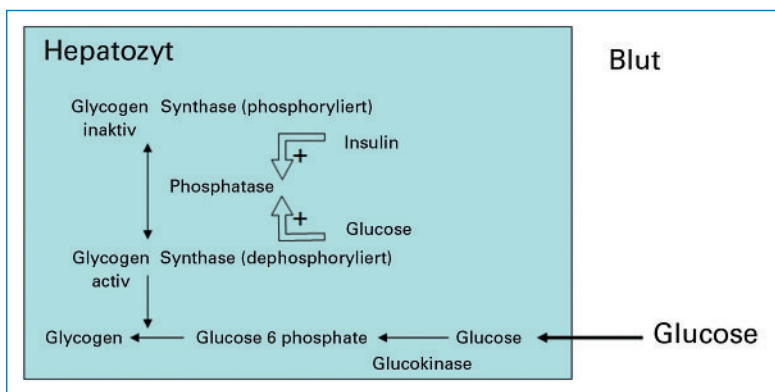 Hepatozyt
Blut
Glycogen Synthase (phosphoryliert)
inaktiv
Insulin
+
Phosphatase
+
Glucose
Glycogen Synthase (dephosphoryliert)
activ
Glycogen Glucose 6 phosphate Glucose Glucose
Glucokinase